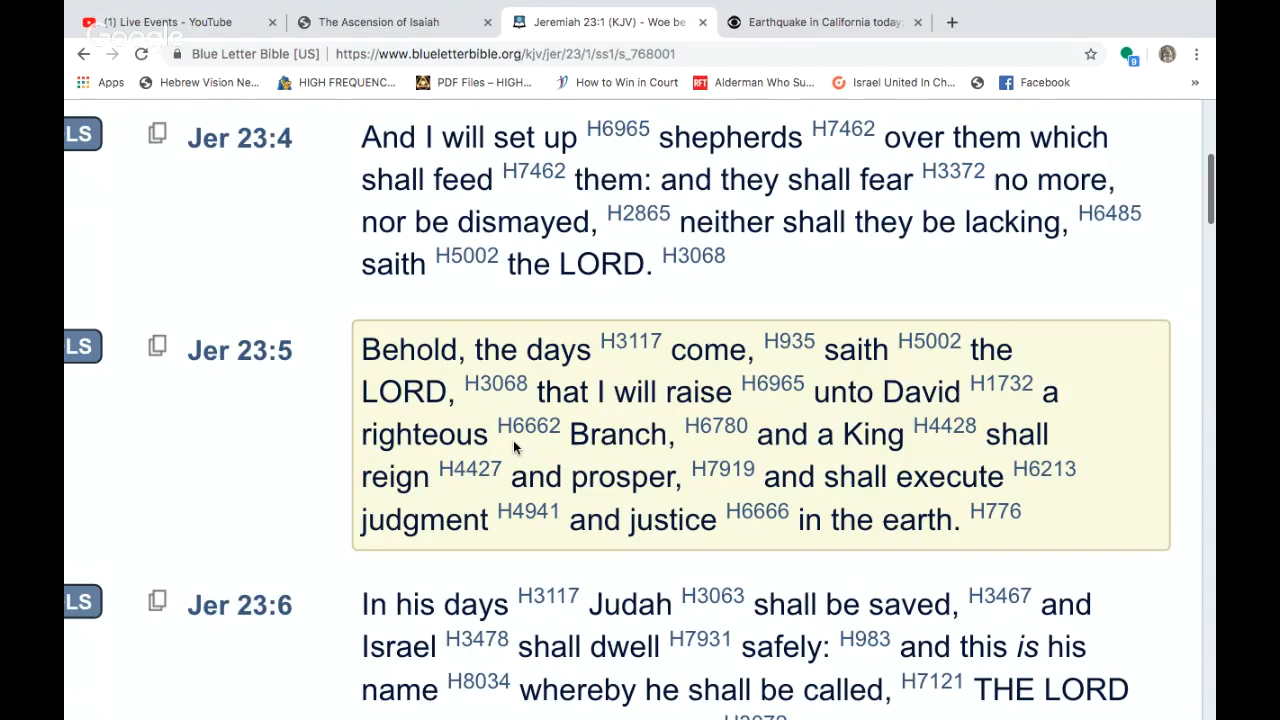 (1) Live Events - YouTube
The Ascension of Isaiah
Jeremiah 23:1 (KJV) - Woe be
Earthquake in California today:
Google
Blue Letter Bible [US] | https://www.blueletterbible.org/kjv/jer/23/1/ss1/s_768001
9
Apps Hebrew Vision Ne... HIGH FREQUENC... PDF Files – HIGH... How to Win in Court RFT Alderman Who Su... Israel United In Ch... Facebook »
LS Jer 23:4 And I will set up H6965 shepherds H7462 over them which
shall feed H7462 them: and they shall fear H3372 no more,
nor be dismayed, H2865 neither shall they be lacking, H6485
saith H5002 the LORD. H3068
LS Jer 23:5 Behold, the days H3117 come, H935 saith H5002 the
LORD, H3068 that I will raise H6965 unto David H1732 a
righteous H6662 Branch, H6780 and a King H4428 shall
reign H4427 and prosper, H7919 and shall execute H6213
judgment H4941 and justice H6666 in the earth. H776
LS Jer 23:6 In his days H3117 Judah H3063 shall be saved, H3467 and
Israel H3478 shall dwell H7931 safely: H983 and this is his
name H8034 whereby he shall be called, H7121 THE LORD